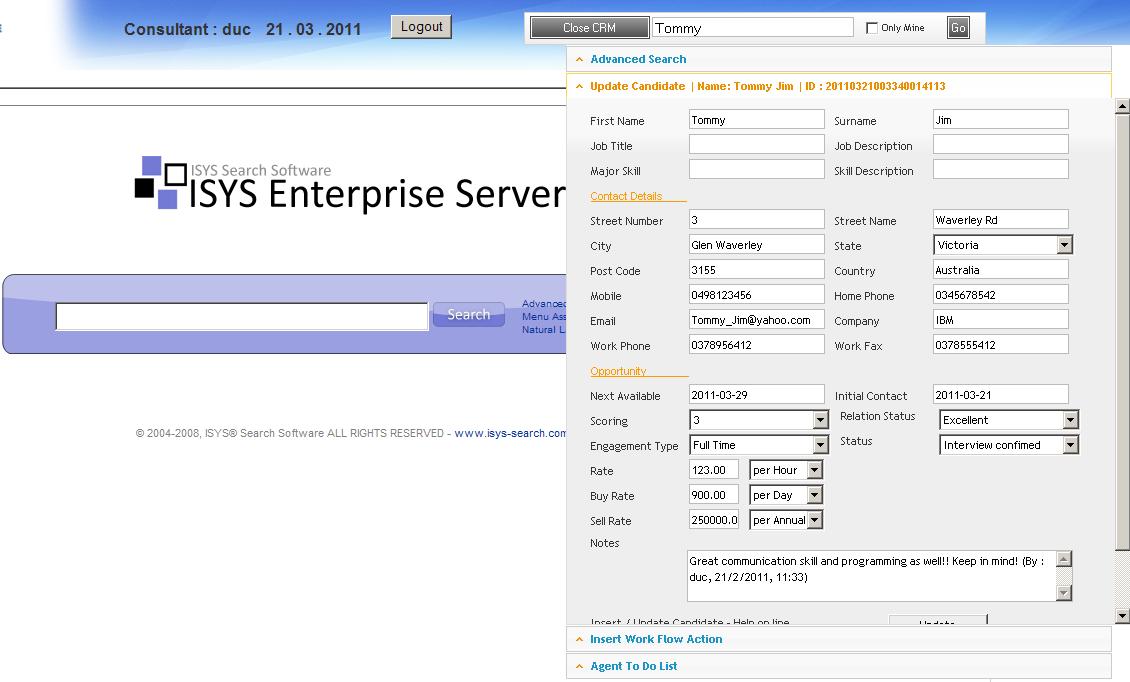 Consultant : duc 21 . 03 . 2011 Logout Close CRM Tommy Only Mine Go
Advanced Search
Update Candidate | Name: Tommy Jim | ID : 20110321003340014113
First Name Tommy Surname Jim
Job Title Job Description
Major Skill Skill Description
ISYS Search Software
ISYS Enterprise Server
Contact Details
Street Number 3 Street Name Waverley Rd
City Glen Waverley State Victoria
Post Code 3155 Country Australia
Mobile 0498123456 Home Phone 0345678542
Email Tommy_Jim@yahoo.com Company IBM
Work Phone 0378956412 Work Fax 0378555412
Search
Advanced
Menu Ass
Natural L
Opportunity
Next Available 2011-03-29 Initial Contact 2011-03-21
Scoring 3 Relation Status Excellent
Engagement Type Full Time Status Interview confimed
© 2004-2008, ISYS® Search Software ALL RIGHTS RESERVED - www.isys-search.com
Rate 123.00 per Hour
Buy Rate 900.00 per Day
Sell Rate 250000.0 per Annual
Notes
Great communication skill and programming as well!! Keep in mind! (By :
duc, 21/2/2011, 11:33)
Insert / Update Candidate - Help on line Update
Insert Work Flow Action
Agent To Do List